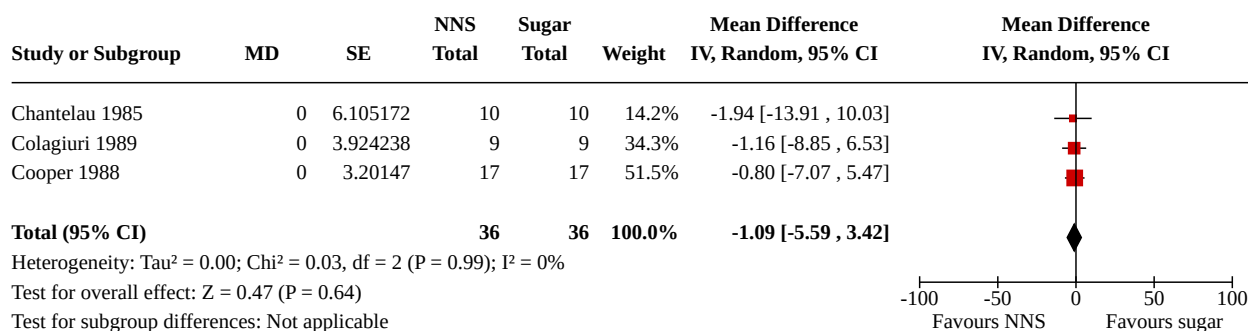 NNS Sugar Mean Difference Mean Difference
Study or Subgroup MD SE Total Total Weight IV, Random, 95% CI IV, Random, 95% CI
Chantelau 1985 0 6.105172 10 10 14.2% -1.94 [-13.91 , 10.03]
Colagiuri 1989 0 3.924238 9 9 34.3% -1.16 [-8.85 , 6.53]
Cooper 1988 0 3.20147 17 17 51.5% -0.80 [-7.07 , 5.47]
Total (95% CI) 36 36 100.0% -1.09 [-5.59 , 3.42]
Heterogeneity: Tau² = 0.00; Chi² = 0.03, df = 2 (P = 0.99); I² = 0%
Test for overall effect: Z = 0.47 (P = 0.64)
Test for subgroup differences: Not applicable
-100 -50 0 50 100
Favours NNS Favours sugar